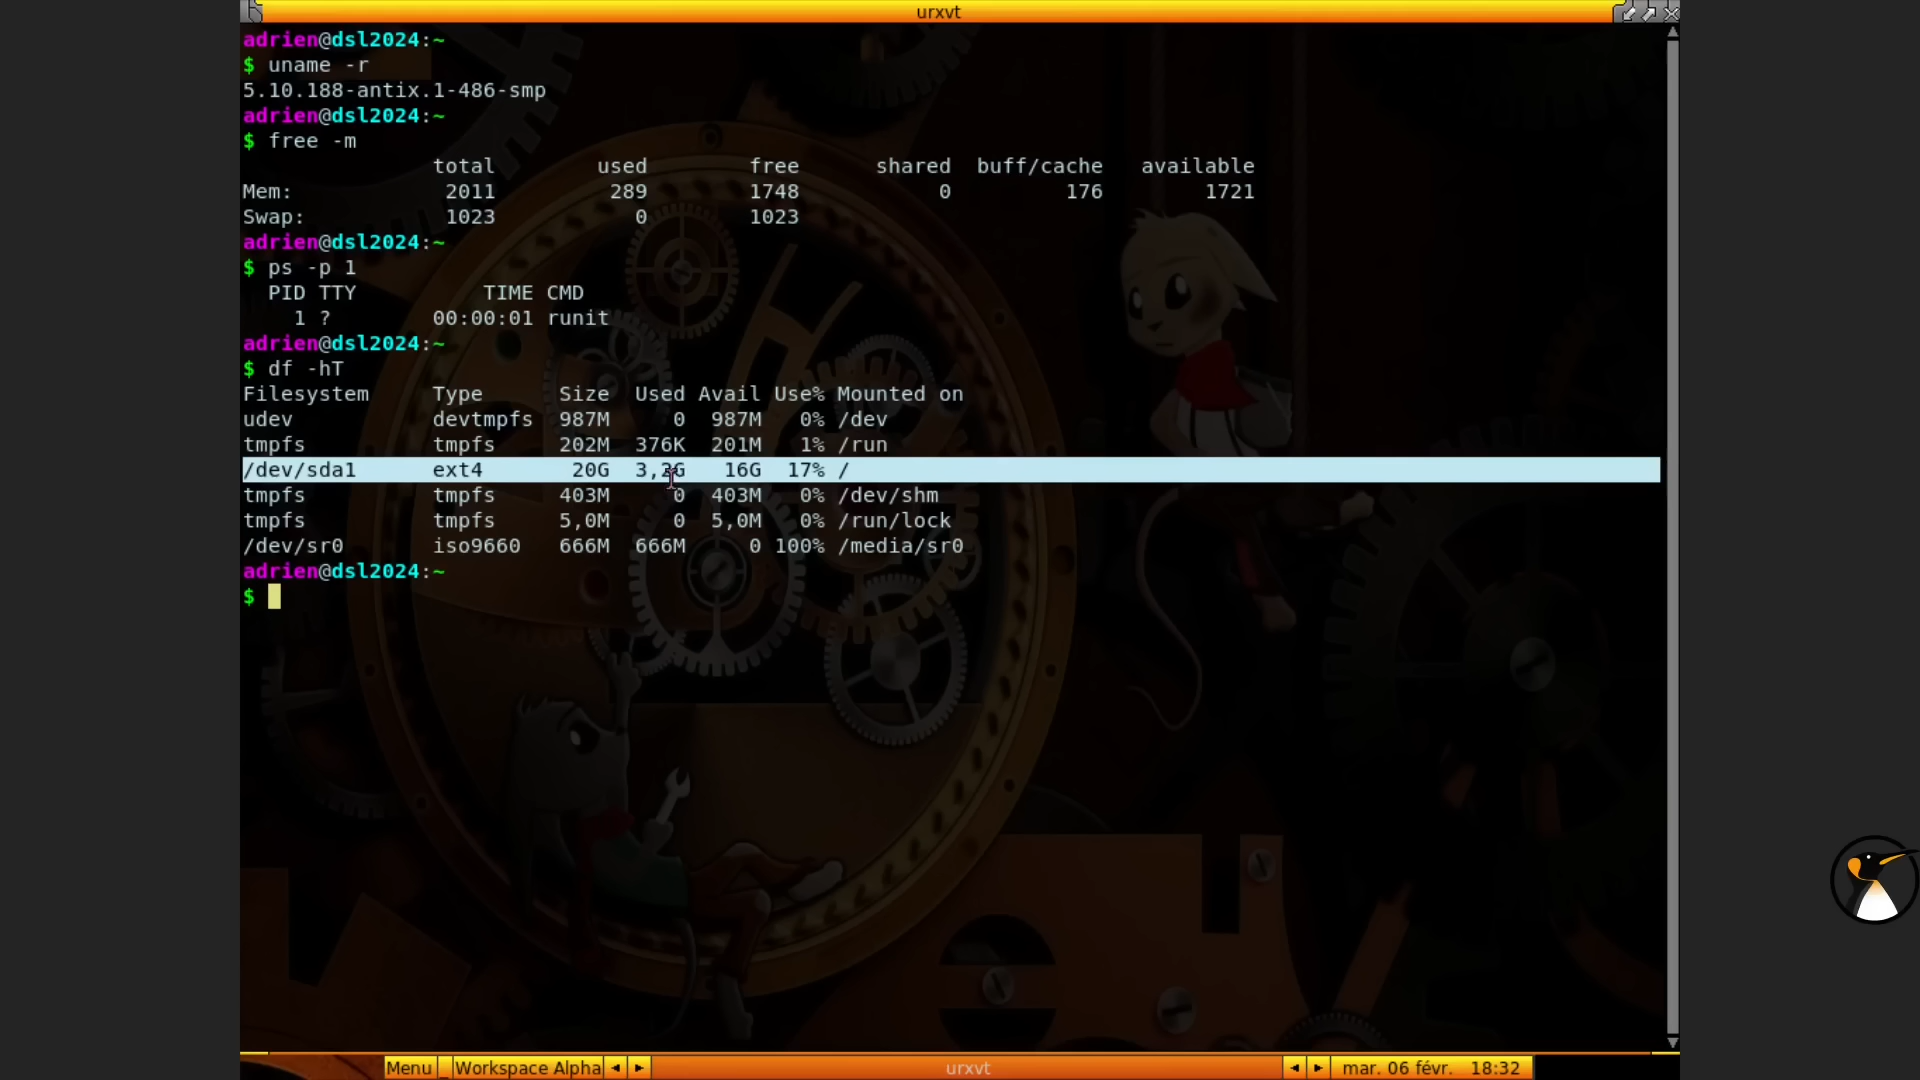 urxvt
adrien@dsl2024:~
$ uname -r
5.10.188-antix.1-486-smp
adrien@dsl2024:~
$ free -m
total used free shared buff/cache available
Mem: 2011 289 1748 0 176 1721
Swap: 1023 0 1023
adrien@dsl2024:~
$ ps -p 1
PID TTY TIME CMD
1 ? 00:00:01 runit
adrien@dsl2024:~
$ df -hT
Filesystem Type Size Used Avail Use% Mounted on
udev devtmpfs 987M 0 987M 0% /dev
tmpfs tmpfs 202M 376K 201M 1% /run
/dev/sda1 ext4 20G 3,2G 16G 17% /
tmpfs tmpfs 403M 0 403M 0% /dev/shm
tmpfs tmpfs 5,0M 0 5,0M 0% /run/lock
/dev/sr0 iso9660 666M 666M 0 100% /media/sr0
adrien@dsl2024:~
$
Menu Workspace Alpha urxvt mar. 06 févr. 18:32